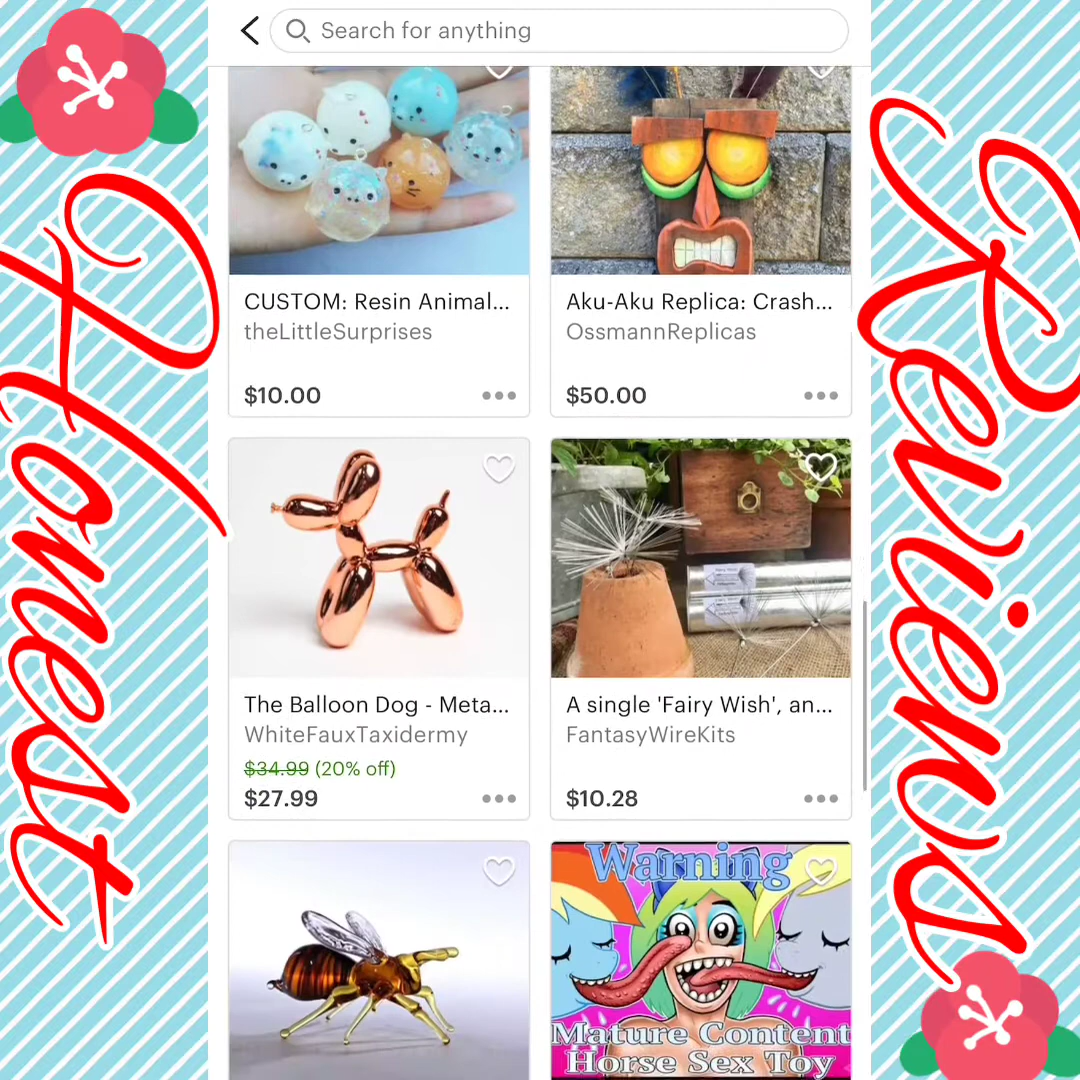 Honest
Reviews
Search for anything
CUSTOM: Resin Animal...
theLittleSurprises
$10.00
Aku-Aku Replica: Crash...
OssmannReplicas
$50.00
The Balloon Dog - Meta...
WhiteFauxTaxidermy
$34.99 (20% off)
$27.99
A single 'Fairy Wish', an...
FantasyWireKits
$10.28
Warning
Mature Content
Horse Sex Toy